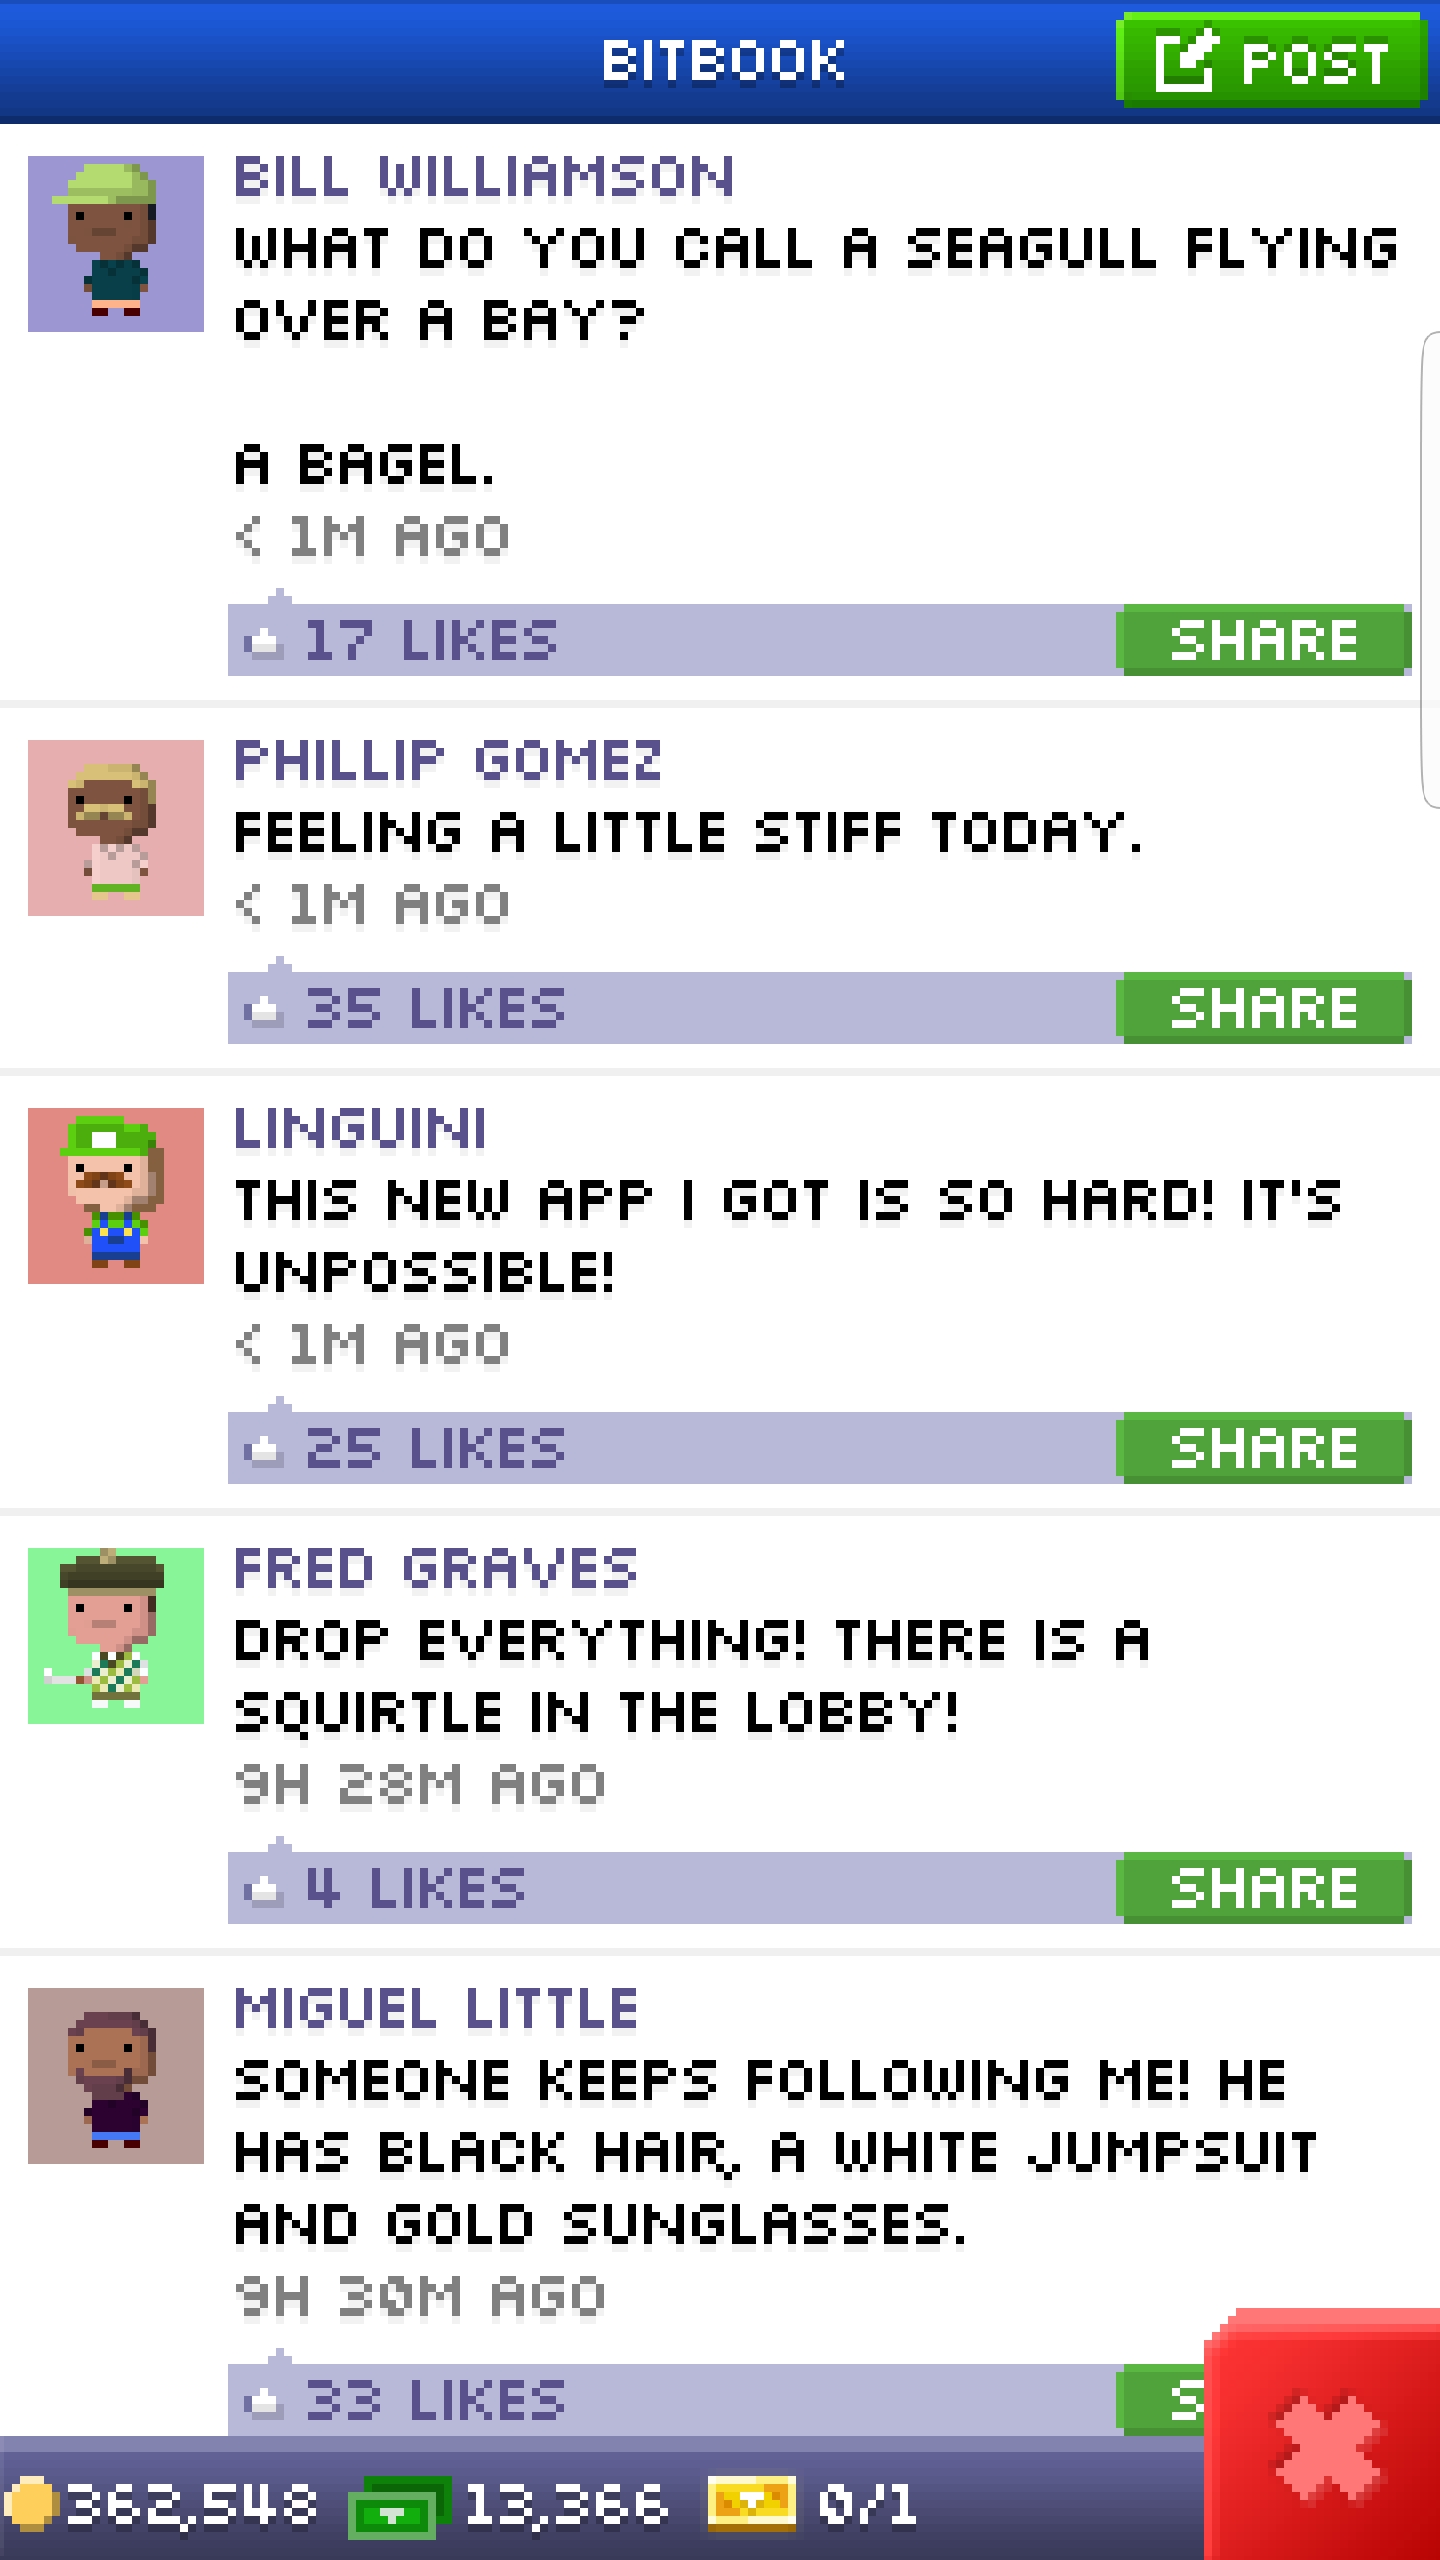 BITBOOK
POST
BILL WILLIAMSON
WHAT DO YOU CALL A SEAGULL FLYING
OVER A BAY?
A BAGEL.
< 1M AGO
17 LIKES
SHARE
PHILLIP GOMEZ
FEELING A LITTLE STIFF TODAY.
< 1M AGO
35 LIKES
SHARE
LINGUINI
THIS NEW APP I GOT IS SO HARD! IT'S
UNPOSSIBLE!
< 1M AGO
25 LIKES
SHARE
FRED GRAVES
DROP EVERYTHING! THERE IS A
SQUIRTLE IN THE LOBBY!
9H 28M AGO
4 LIKES
SHARE
MIGUEL LITTLE
SOMEONE KEEPS FOLLOWING ME! HE
HAS BLACK HAIR, A WHITE JUMPSUIT
AND GOLD SUNGLASSES.
9H 30M AGO
33 LIKES
S
362,548
13,366
0/1